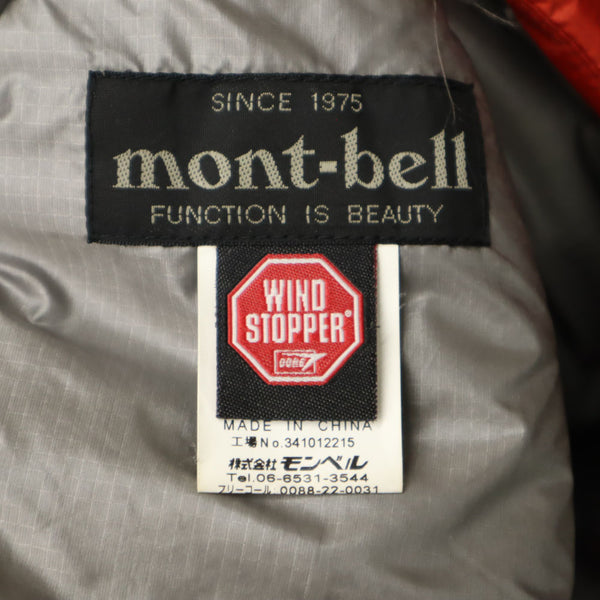 SINCE 1975
mont-bell
FUNCTION IS BEAUTY
WIND
STOPPER®
GORE
MADE IN CHINA
工場No.341012215
株式会社モンベル
Tel.06-6531-3544
フリーコール:0088-22-0031